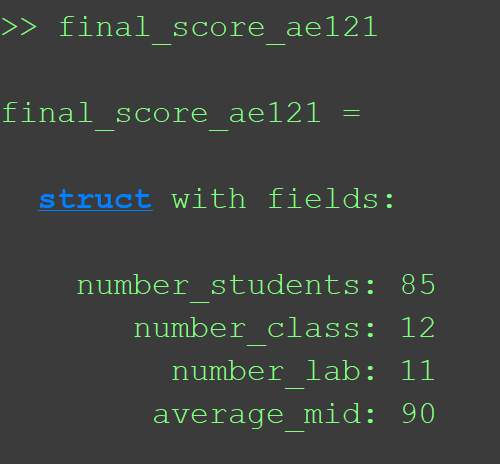 >> final_score_ae121
final_score_ae121 =
struct with fields:
number_students: 85
number_class: 12
number_lab: 11
average_mid: 90